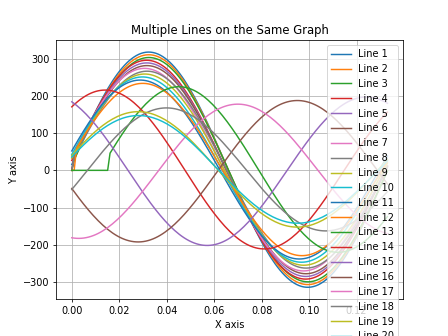 Multiple Lines on the Same Graph
300
200
100
0
−100
−200
−300
Y axis
0.00
0.02
0.04
0.06
0.08
0.10
X axis
Line 1
Line 2
Line 3
Line 4
Line 5
Line 6
Line 7
Line 8
Line 9
Line 10
Line 11
Line 12
Line 13
Line 14
Line 15
Line 16
Line 17
Line 18
Line 19